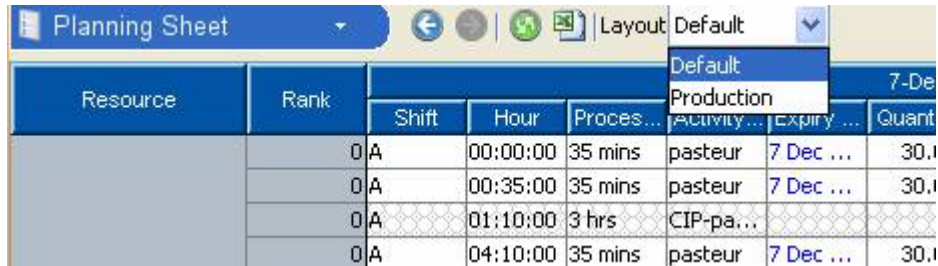 Planning Sheet Layout Default
Default
Production
7-De
Resource Rank
Shift Hour Proces... Activity... Expiry ... Quant
0 A 00:00:00 35 mins pasteur 7 Dec ... 30.
0 A 00:35:00 35 mins pasteur 7 Dec ... 30.
0 A 01:10:00 3 hrs CIP-pa...
0 A 04:10:00 35 mins pasteur 7 Dec ... 30.